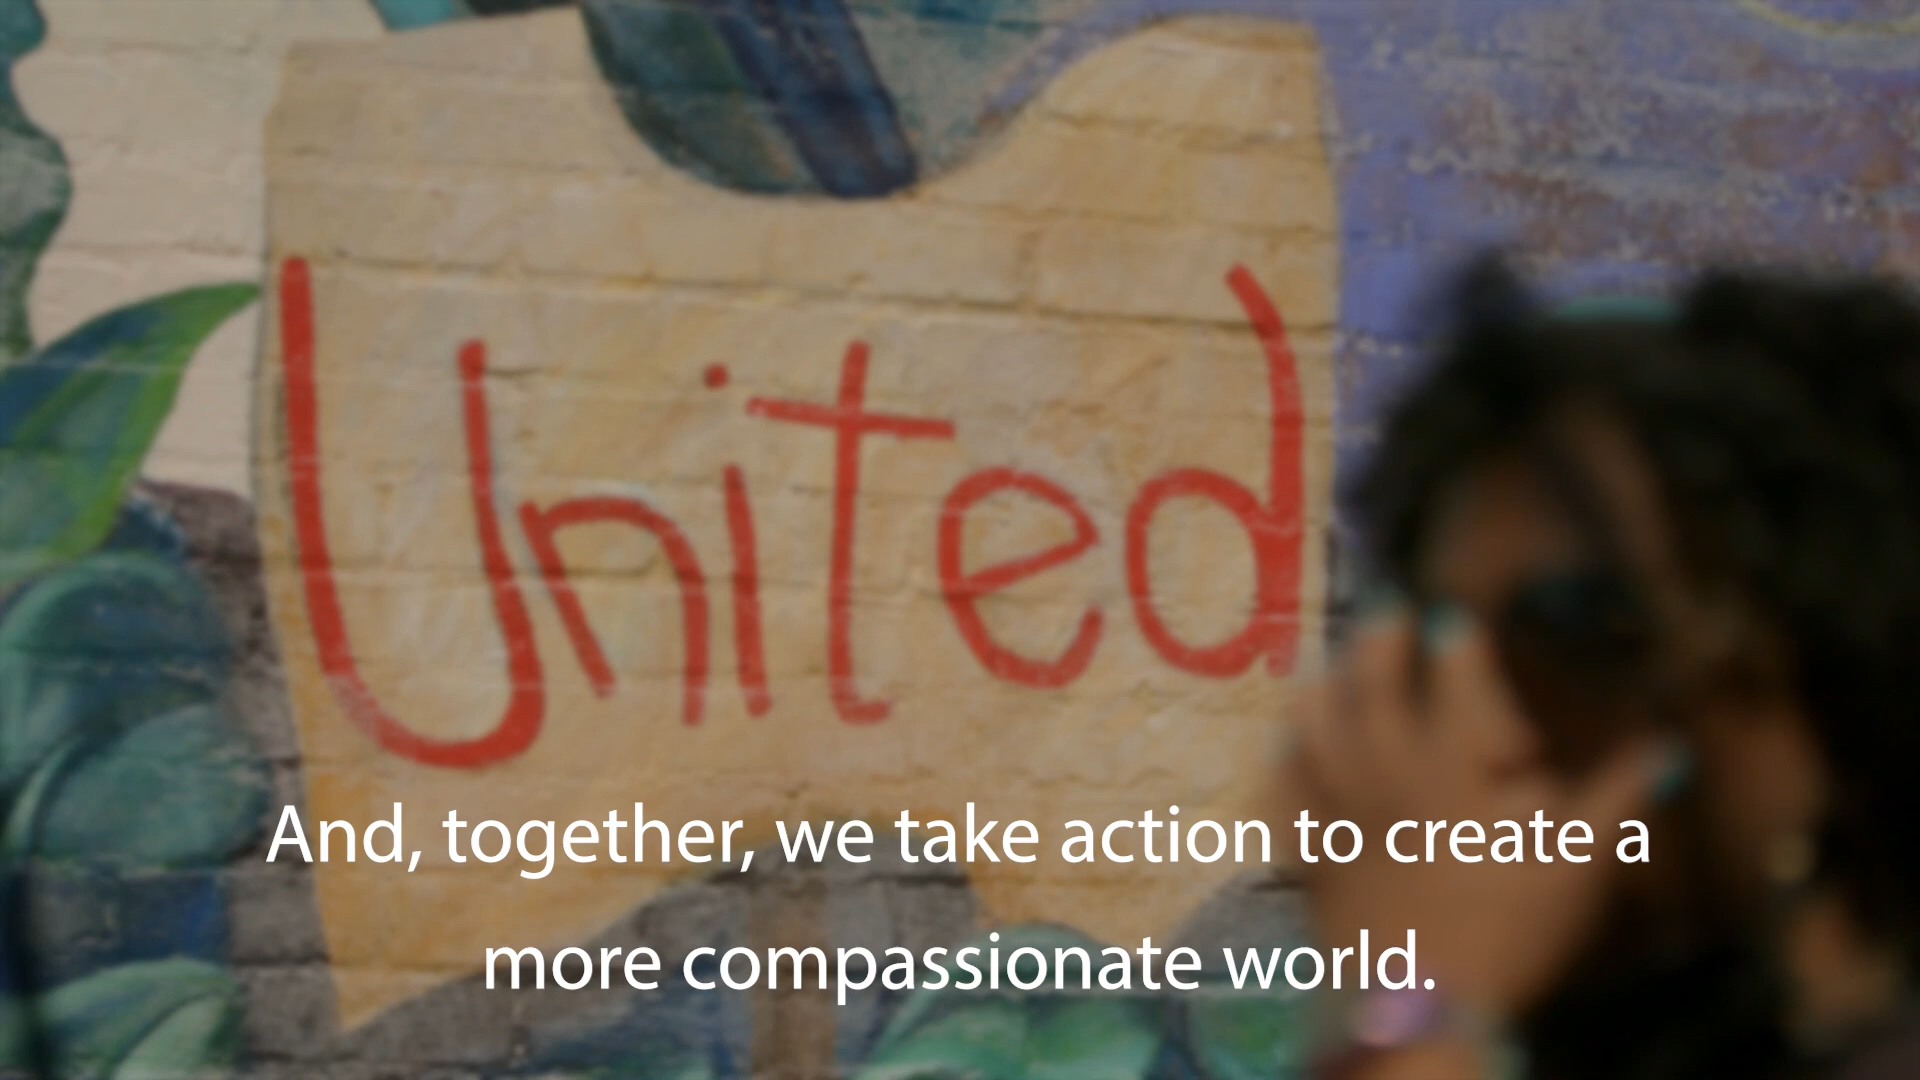 United
And, together, we take action to create a
more compassionate world.